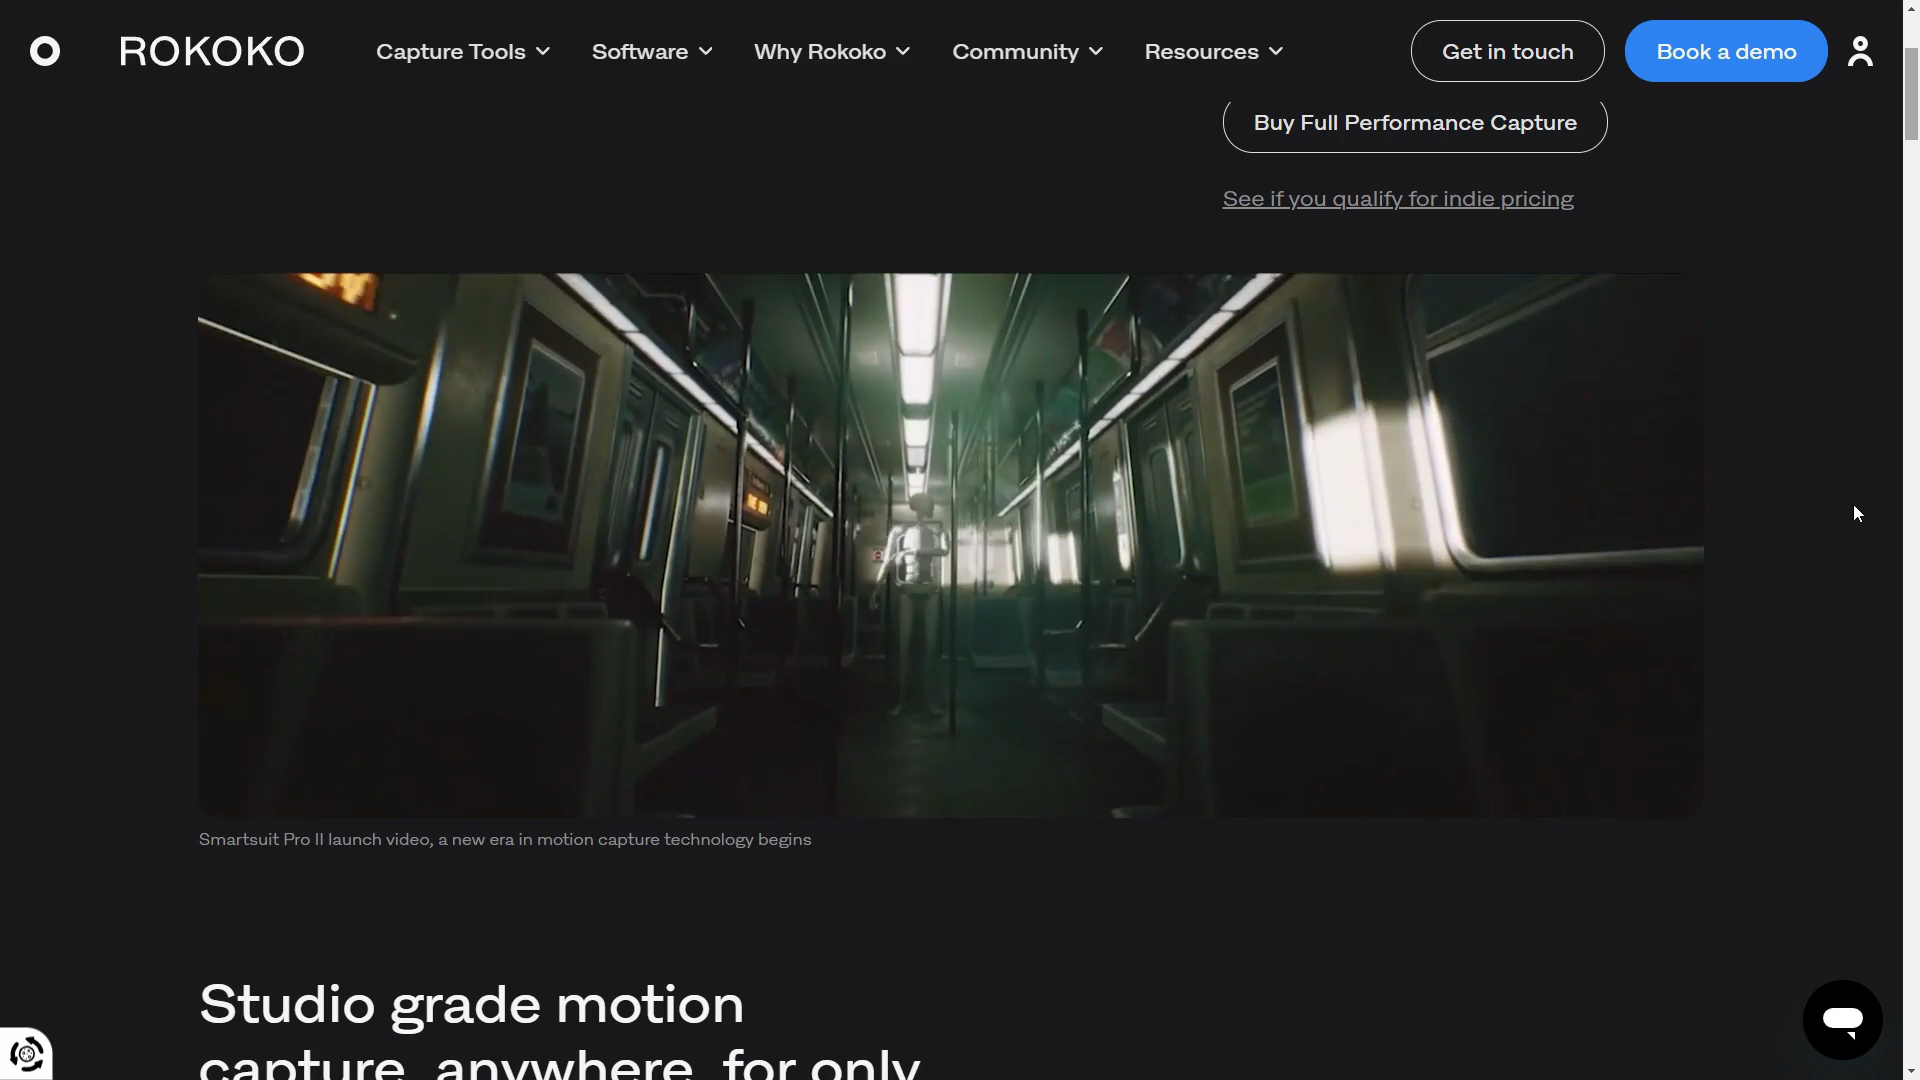 ROKOKO
Capture Tools
Software
Why Rokoko
Community
Resources
Get in touch
Book a demo
Buy Full Performance Capture
See if you qualify for indie pricing
Smartsuit Pro II launch video, a new era in motion capture technology begins
Studio grade motion
capture, anywhere, for only